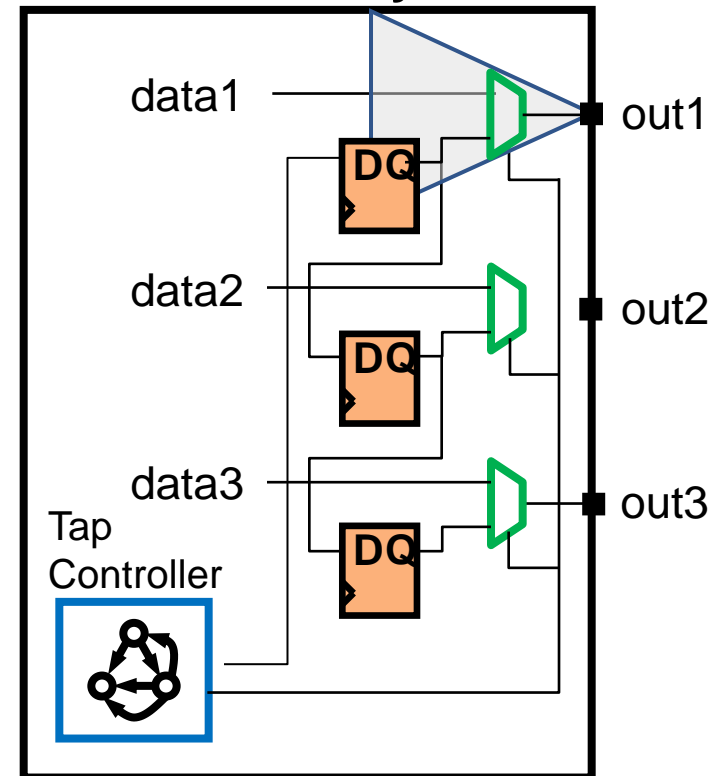 data1
out1
DQ
data2
out2
DQ
data3
out3
DQ
Tap
Controller